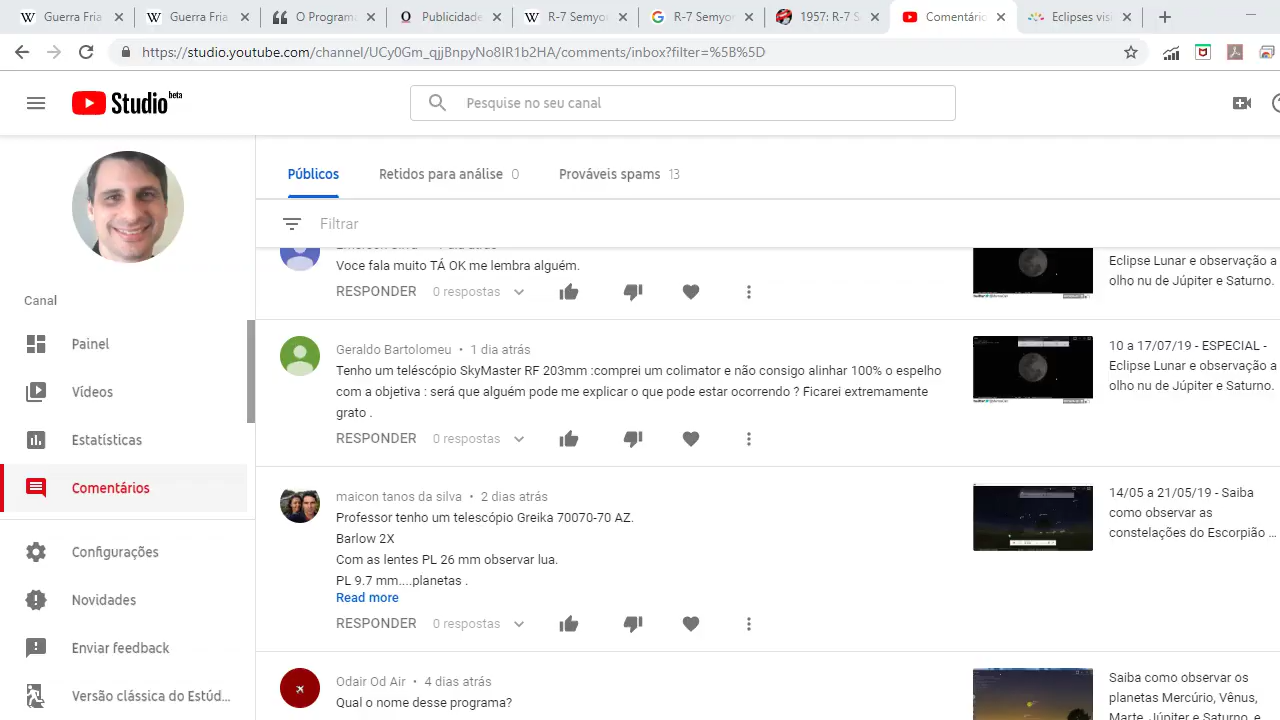 Guerra Fria
Guerra Fria
O Programa
Publicidade
R-7 Semyo
R-7 Semyor
1957: R-7 S
Comentário
Eclipses visi
https://studio.youtube.com/channel/UCy0Gm_qjjBnpyNo8IR1b2HA/comments/inbox?filter=%5B%5D
Studio beta
Pesquise no seu canal
Públicos
Retidos para análise 0
Prováveis spams 13
Filtrar
Canal
Painel
Vídeos
Estatísticas
Comentários
Configurações
Novidades
Enviar feedback
Versão clássica do Estúd...
Voce fala muito TÁ OK me lembra alguém.
RESPONDER 0 respostas
Eclipse Lunar e observação a
olho nu de Júpiter e Saturno.
Bartolomeu • 1 dia atrás
Tenho um teléscópio SkyMaster RF 203mm :comprei um colimator e não consigo alinhar 100% o espelho
com a objetiva : será que alguém pode me explicar o que pode estar ocorrendo ? Ficarei extremamente
grato .
RESPONDER 0 respostas
10 a 17/07/19 - ESPECIAL -
Eclipse Lunar e observação a
olho nu de Júpiter e Saturno.
da silva • 2 dias atrás
Professor tenho um telescópio Greika 70070-70 AZ.
Barlow 2X
Com as lentes PL 26 mm observar lua.
PL 9.7 mm....planetas .
Read more
RESPONDER 0 respostas
14/05 a 21/05/19 - Saiba
como observar as
constelações do Escorpião ...
Air • 4 dias atrás
Qual o nome desse programa?
Saiba como observar os
planetas Mercúrio, Vênus,
Marte, Júpiter e Saturno, e